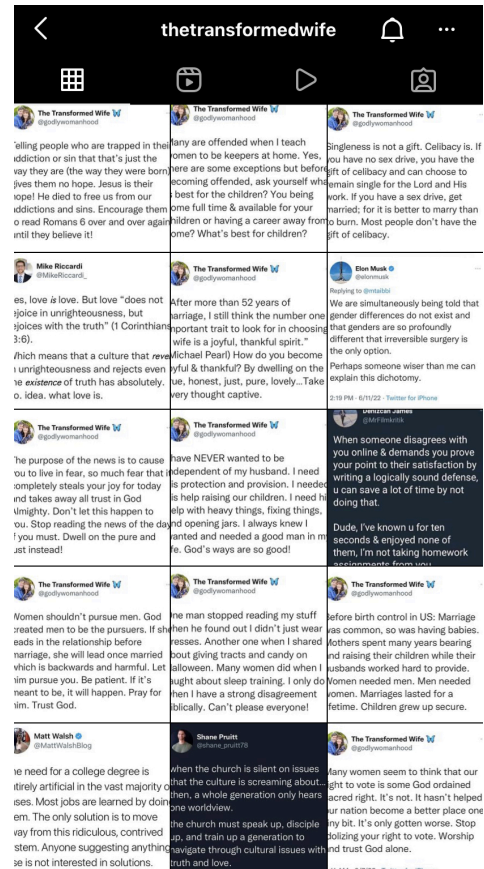 thetransformedwife
The Transformed Wife
@godlywomanhood
Telling people who are trapped in their
addiction or sin that that's just the
way they are (the way they were born)
gives them no hope. Jesus is their
hope! He died to free us from our
addictions and sins. Encourage them
to read Romans 6 over and over again
until they believe it!
The Transformed Wife
@godlywomanhood
Many are offended when I teach
women to be keepers at home. Yes,
there are some exceptions but before
becoming offended, ask yourself what
best for the children? You being
home full time & available for your
children or having a career away from
home? What's best for children?
The Transformed Wife
@godlywomanhood
Singleness is not a gift. Celibacy is. If
you have no sex drive, you have the
gift of celibacy and can choose to
remain single for the Lord and His
work. If you have a sex drive, get
married; for it is better to marry than
to burn. Most people don't have the
gift of celibacy.
Mike Riccardi
@MikeRiccardi_
es, love is love. But love "does not
rejoice in unrighteousness, but
rejoices with the truth" (1 Corinthians
3:6).
Which means that a culture that
in unrighteousness and rejects even
the existence of truth has absolutely.
no. idea. what love is.
The Transformed Wife
@godlywomanhood
After more than 52 years of
marriage, I still think the number one
important trait to look for in choosing
wife is a joyful, thankful spirit."
Michael Pearl) How do you become
joyful & thankful? By dwelling on the
true, honest, just, pure, lovely...Take
every thought captive.
Elon Musk
@elonmusk
Replying to @mtaibbi
We are simultaneously being told that
gender differences do not exist and
that genders are so profoundly
different that irreversible surgery is
the only option.
Perhaps someone wiser than me can
explain this dichotomy.
2:19 PM · 6/11/22 · Twitter for iPhone
The Transformed Wife
@godlywomanhood
The purpose of the news is to cause
you to live in fear, so much fear that it
completely steals your joy for today
and takes away all trust in God
Almighty. Don't let this happen to
you. Stop reading the news of the day
if you must. Dwell on the pure and
just instead!
The Transformed Wife
@godlywomanhood
have NEVER wanted to be
independent of my husband. I need
his protection and provision. I needed
his help raising our children. I need his
help with heavy things, fixing things,
and opening jars. I always knew I
wanted and needed a good man in my
life. God's ways are so good!
Denizcan James
@MrFilmkritik
When someone disagrees with
you online & demands you prove
your point to their satisfaction by
writing a logically sound defense,
u can save a lot of time by not
doing that.
Dude, I've known u for ten
seconds & enjoyed none of
them, I'm not taking homework
assignments from you
The Transformed Wife
@godlywomanhood
Women shouldn't pursue men. God
created men to be the pursuers. If she
leads in the relationship before
marriage, she will lead once married
which is backwards and harmful. Let
him pursue you. Be patient. If it's
meant to be, it will happen. Pray for
him. Trust God.
The Transformed Wife
@godlywomanhood
One man stopped reading my stuff
when he found out I didn't just wear
dresses. Another one when I shared
about giving tracts and candy on
Halloween. Many women did when I
taught about sleep training. I only do
when I have a strong disagreement
biblically. Can't please everyone!
The Transformed Wife
@godlywomanhood
Before birth control in US: Marriage
was common, so was having babies.
Mothers spent many years bearing
and raising their children while their
husbands worked hard to provide.
Women needed men. Men needed
women. Marriages lasted for a
lifetime. Children grew up secure.
Matt Walsh
@MattWalshBlog
he need for a college degree is
entirely artificial in the vast majority of
cases. Most jobs are learned by doing
them. The only solution is to move
away from this ridiculous, contrived
system. Anyone suggesting anything
else is not interested in solutions.
Shane Pruitt
@shane_pruitt78
when the church is silent on issues
that the culture is screaming about...
then, a whole generation only hears
one worldview.
the church must speak up, disciple
up, and train up a generation to
navigate through cultural issues with
truth and love.
The Transformed Wife
@godlywomanhood
Many women seem to think that our
right to vote is some God ordained
sacred right. It's not. It hasn't helped
our nation become a better place one
tiny bit. It's only gotten worse. Stop
idolizing your right to vote. Worship
and trust God alone.